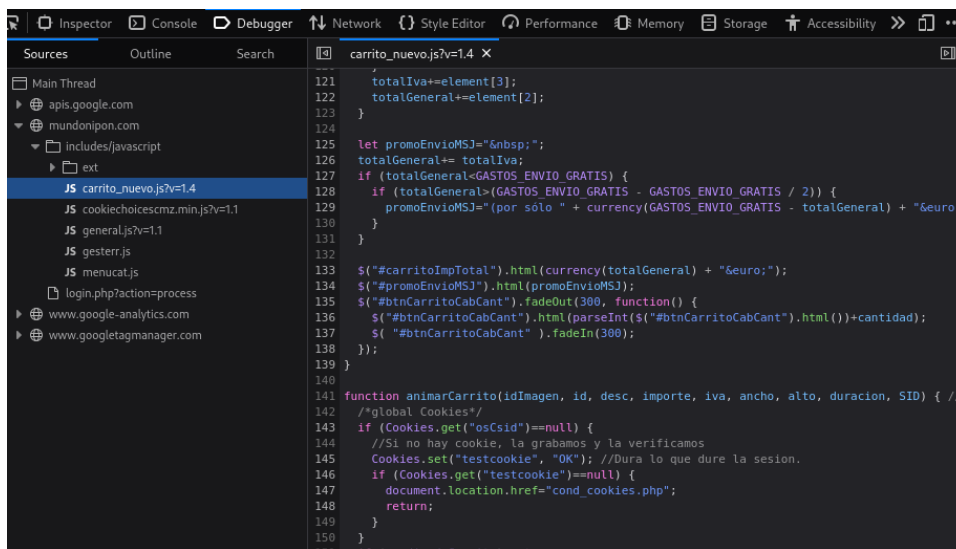 Inspector Console Debugger Network {} Style Editor Performance Memory Storage Accessibility
Sources Outline Search
carrito_nuevo.js?v=1.4
Main Thread
apis.google.com
mundonipon.com
includes/javascript
ext
JS carrito_nuevo.js?v=1.4
JS cookiechoicescmz.min.js?v=1.1
JS general.js?v=1.1
JS gesterr.js
JS menucat.js
login.php?action=process
www.google-analytics.com
www.googletagmanager.com
121 totalIva+=element[3];
122 totalGeneral+=element[2];
123 }
124
125 let promoEnvioMSJ="&nbsp;";
126 totalGeneral+= totalIva;
127 if (totalGeneral<GASTOS_ENVIO_GRATIS) {
128 if (totalGeneral>(GASTOS_ENVIO_GRATIS - GASTOS_ENVIO_GRATIS / 2)) {
129 promoEnvioMSJ="(por sólo " + currency(GASTOS_ENVIO_GRATIS - totalGeneral) + "&euro
130 }
131 }
132
133 $("#carritoImpTotal").html(currency(totalGeneral) + "&euro;");
134 $("#promoEnvioMSJ").html(promoEnvioMSJ);
135 $("#btnCarritoCabCant").fadeOut(300, function() {
136 $("#btnCarritoCabCant").html(parseInt($("#btnCarritoCabCant").html())+cantidad);
137 $( "#btnCarritoCabCant" ).fadeIn(300);
138 });
139 }
140
141 function animarCarrito(idImagen, id, desc, importe, iva, ancho, alto, duracion, SID) { /
142 /*global Cookies*/
143 if (Cookies.get("osCsid")==null) {
144 //Si no hay cookie, la grabamos y la verificamos
145 Cookies.set("testcookie", "OK"); //Dura lo que dure la sesion.
146 if (Cookies.get("testcookie")==null) {
147 document.location.href="cond_cookies.php";
148 return;
149 }
150 }